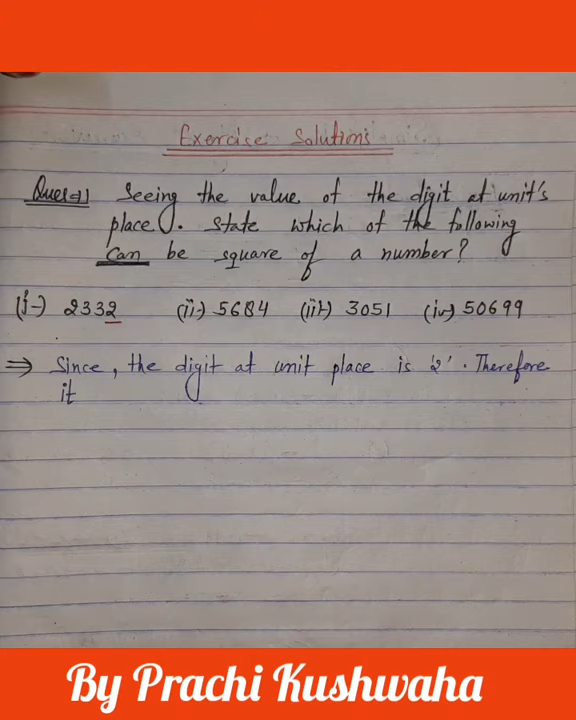 Exercise Solutions
Ques=1 Seeing the value of the digit at unit's
place. State which of the following
can be square of a number?
(i-) 2332 (ii-) 5684 (iii-) 3051 (iv-) 50699
⇒ Since, the digit at unit place is '2'. Therefore
it
By Prachi Kushwaha